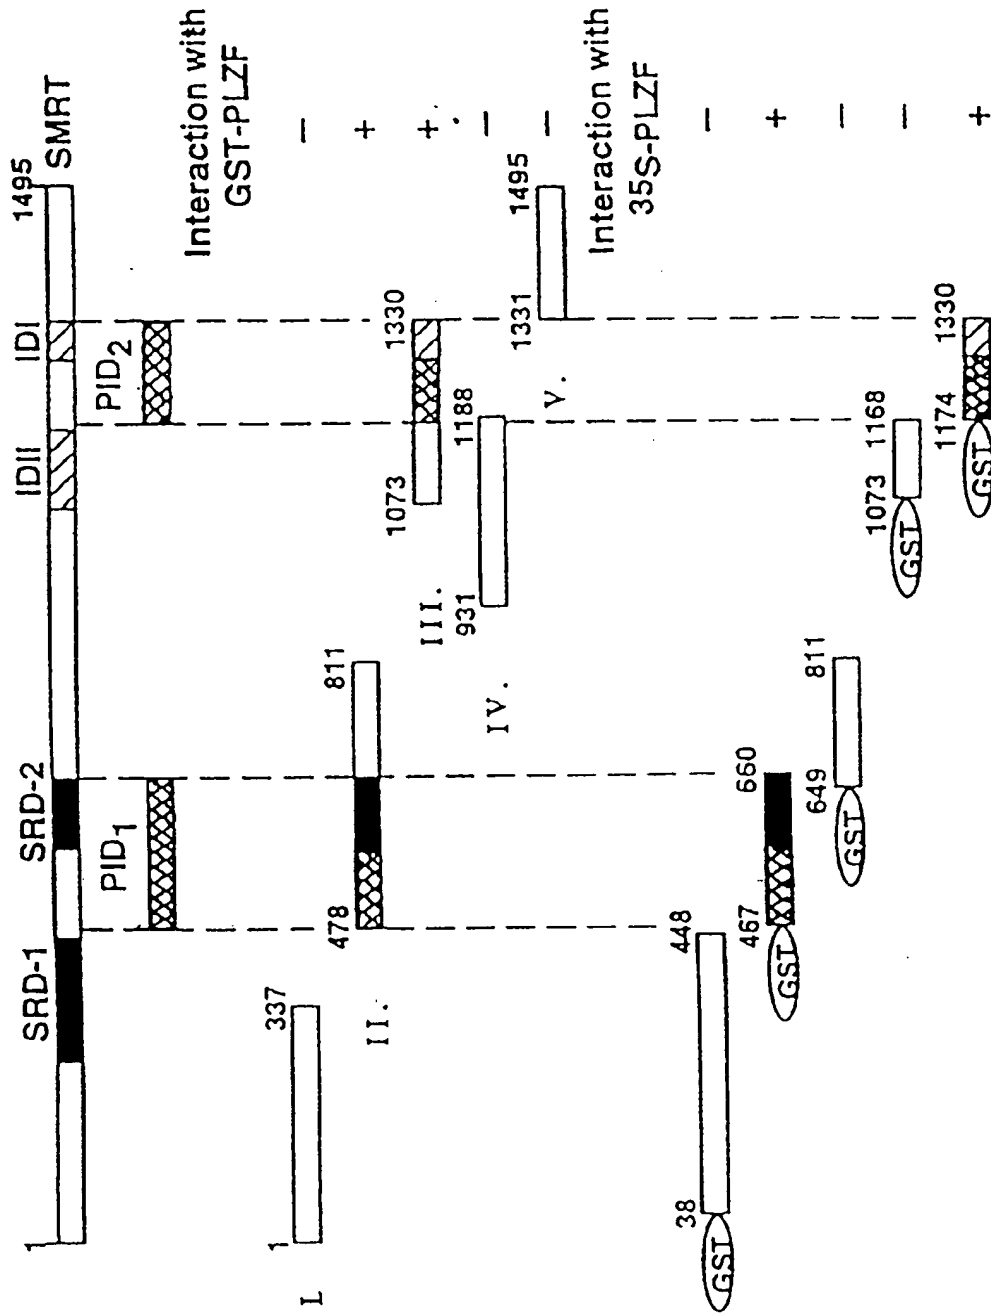 SRD-1 SRD-2 IDII IDI
1 1495 SMRT
PID1 PID2
Interaction with
GST-PLZF
I. 1 337 −
II. 478 811 +
III. 1073 1330 +
IV. 931 1188 −
V. 1331 1495 −
Interaction with
35S-PLZF
GST 38 448 −
GST 467 660 +
GST 649 811 −
GST 1073 1168 −
GST 1174 1330 +